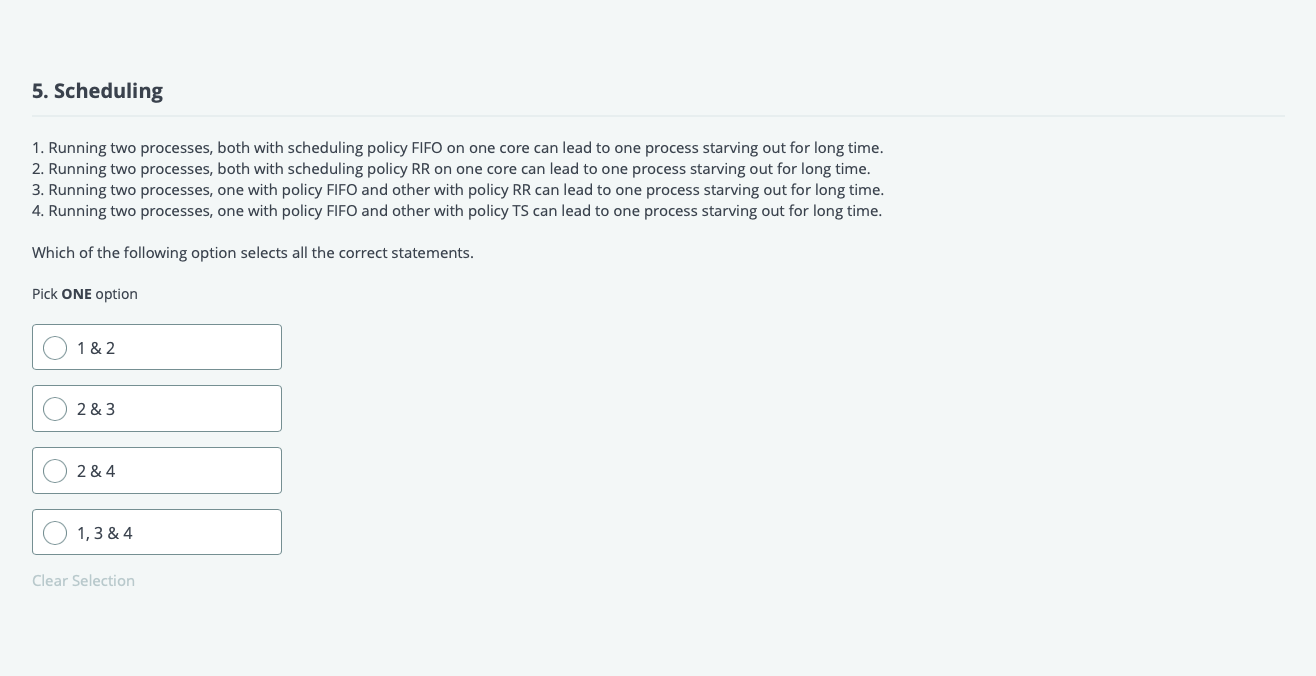 5. Scheduling
1. Running two processes, both with scheduling policy FIFO on one core can lead to one process starving out for long time.
2. Running two processes, both with scheduling policy RR on one core can lead to one process starving out for long time.
3. Running two processes, one with policy FIFO and other with policy RR can lead to one process starving out for long time.
4. Running two processes, one with policy FIFO and other with policy TS can lead to one process starving out for long time.
Which of the following option selects all the correct statements.
Pick ONE option
1 & 2
2 & 3
2 & 4
1, 3 & 4
Clear Selection